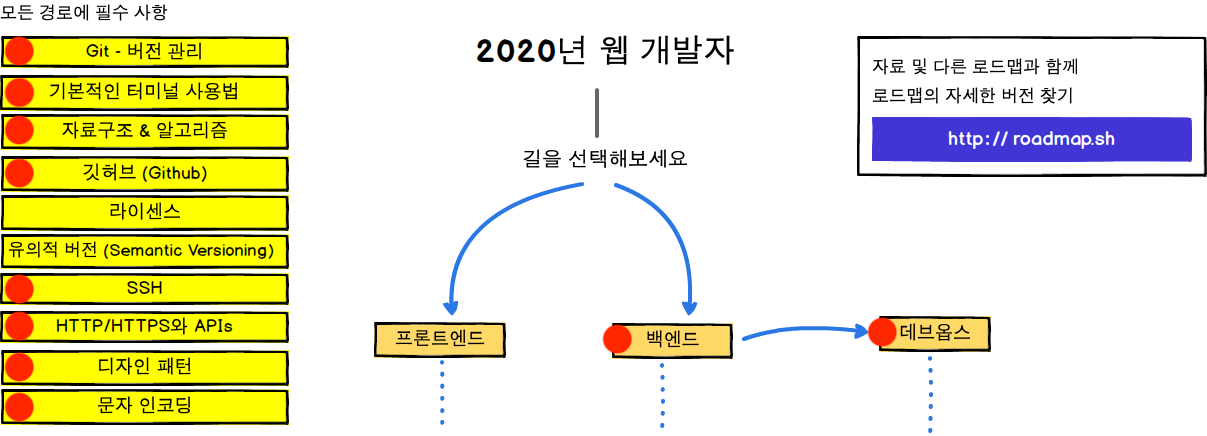 모든 경로에 필수 사항
Git - 버전 관리
기본적인 터미널 사용법
자료구조 & 알고리즘
깃허브 (Github)
라이센스
유의적 버전 (Semantic Versioning)
SSH
HTTP/HTTPS와 APIs
디자인 패턴
문자 인코딩
2020년 웹 개발자
길을 선택해보세요
프론트엔드
백엔드
데브옵스
자료 및 다른 로드맵과 함께
로드맵의 자세한 버전 찾기
http://roadmap.sh